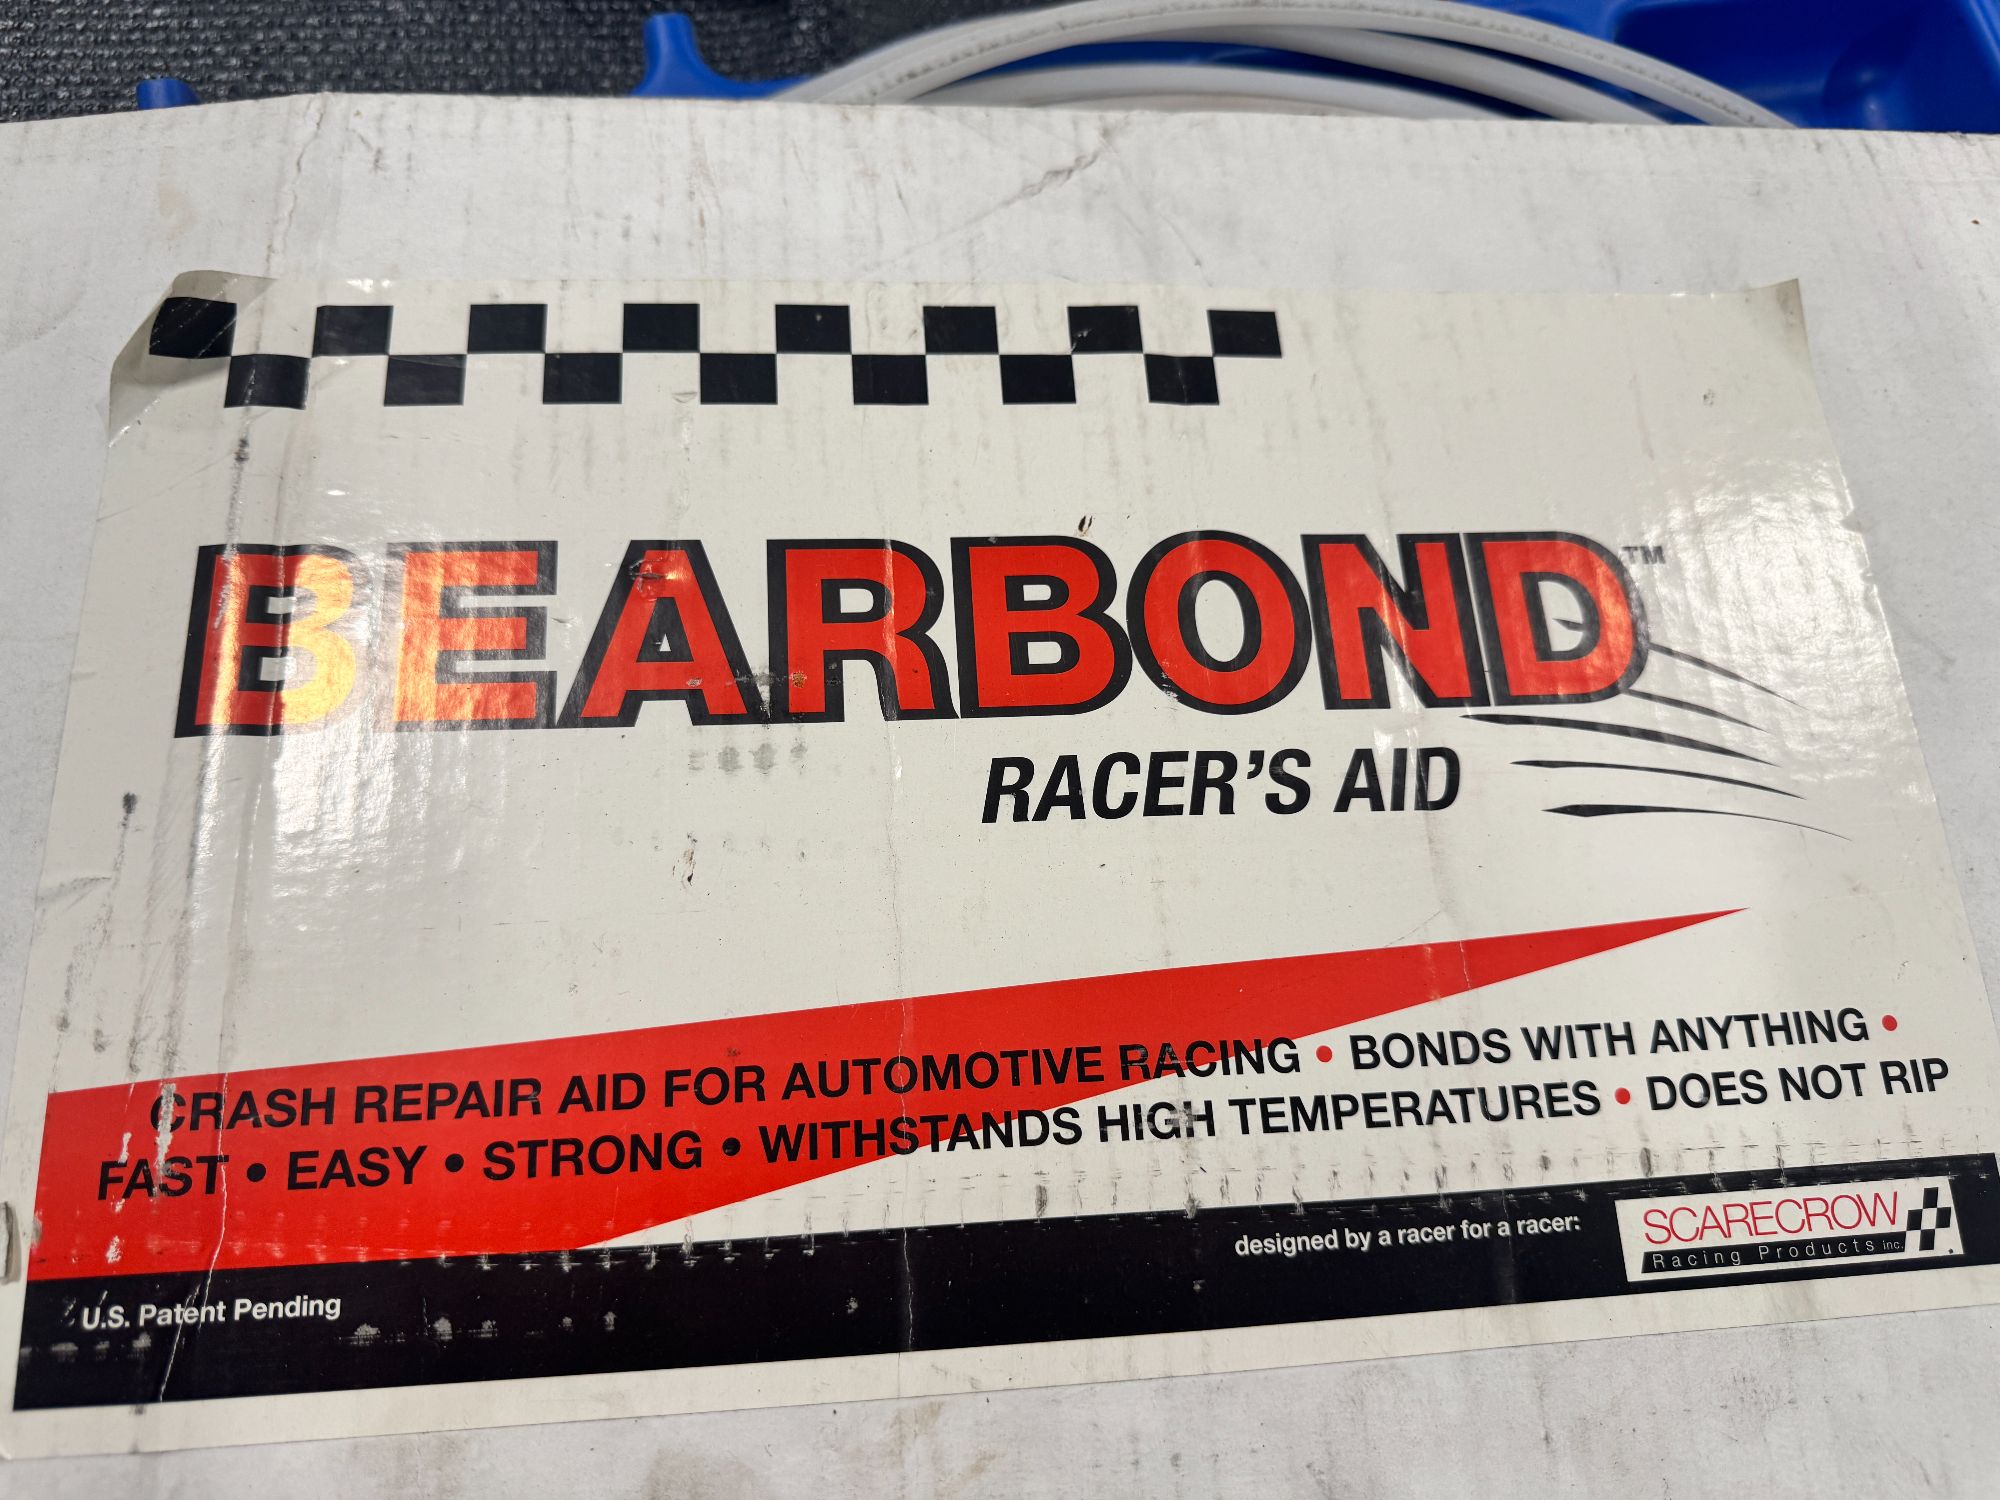 BEARBOND™
RACER'S AID
CRASH REPAIR AID FOR AUTOMOTIVE RACING • BONDS WITH ANYTHING •
FAST • EASY • STRONG • WITHSTANDS HIGH TEMPERATURES • DOES NOT RIP
designed by a racer for a racer:
SCARECROW
Racing Products inc.
U.S. Patent Pending